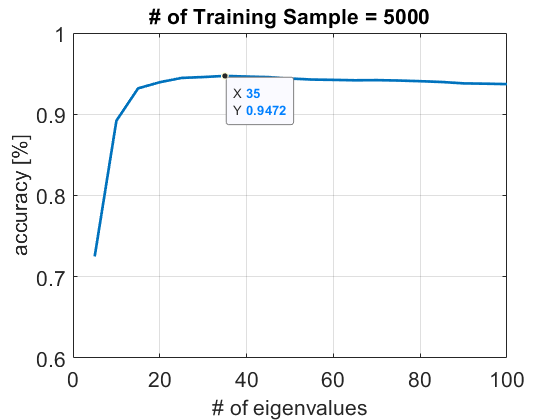 # of Training Sample = 5000
accuracy [%]
1
0.9
0.8
0.7
0.6
X 35
Y 0.9472
0 20 40 60 80 100
# of eigenvalues